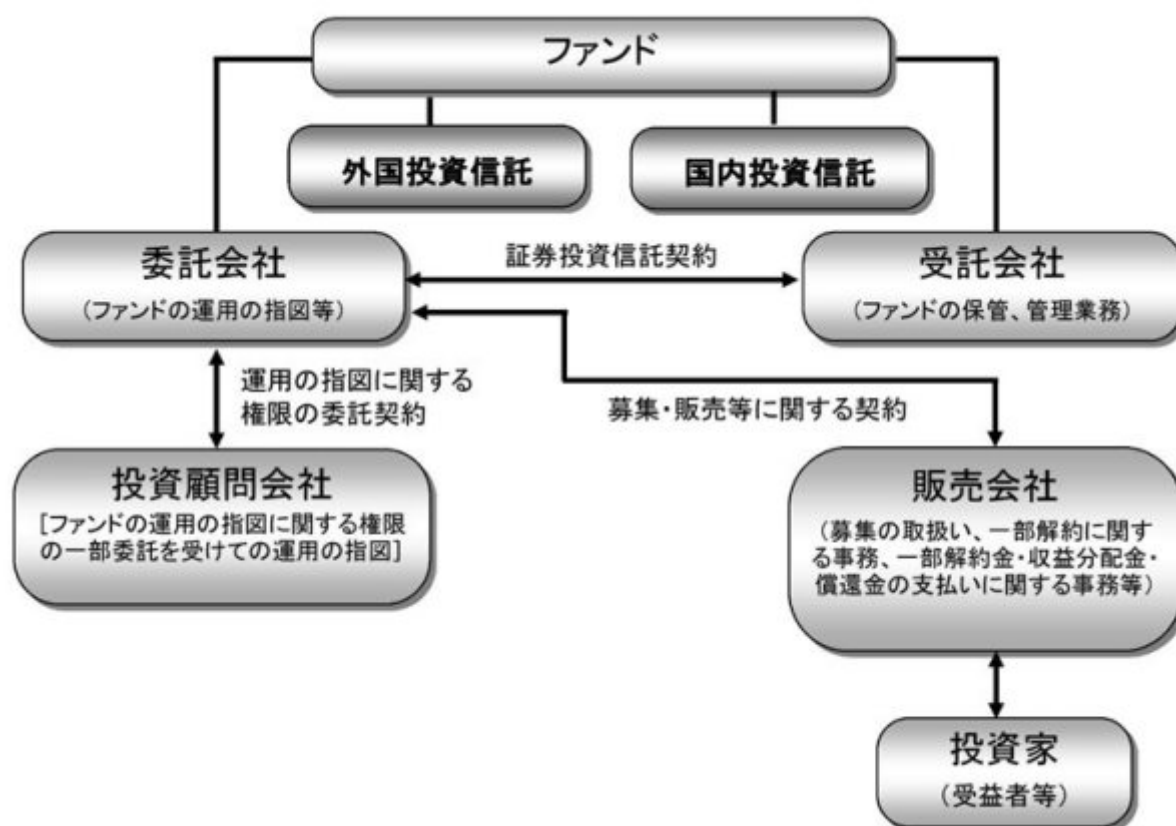 ファンド
外国投資信託
国内投資信託
委託会社
(ファンドの運用の指図等)
証券投資信託契約
受託会社
(ファンドの保管、管理業務)
運用の指図に関する
権限の委託契約
募集・販売等に関する契約
投資顧問会社
[ファンドの運用の指図に関する権限
の一部委託を受けての運用の指図]
販売会社
(募集の取扱い、一部解約に関す
る事務、一部解約金・収益分配金・
償還金の支払いに関する事務等)
投資家
(受益者等)